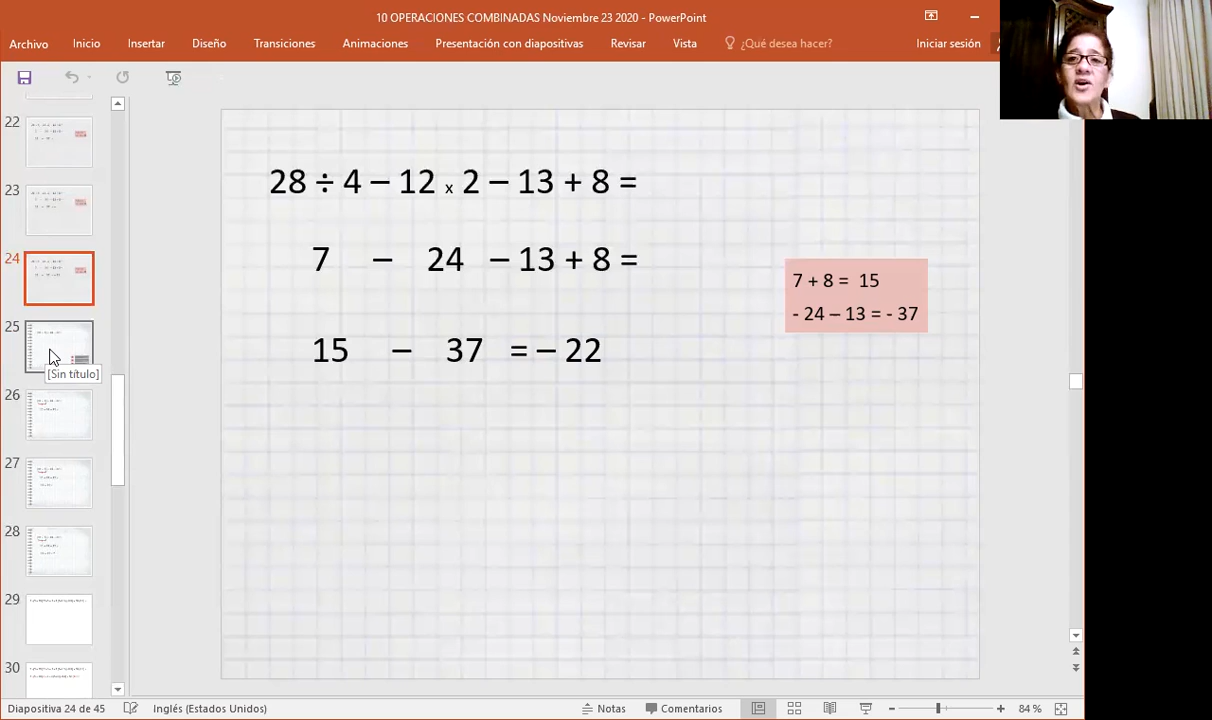 10 OPERACIONES COMBINADAS Noviembre 23 2020 - PowerPoint
Archivo Inicio Insertar Diseño Transiciones Animaciones Presentación con diapositivas Revisar Vista ¿Qué desea hacer? Iniciar sesión
22
23
24
25
[Sin título]
26
27
28
29
30
28 ÷ 4 – 12 x 2 – 13 + 8 =
7 – 24 – 13 + 8 =
7 + 8 = 15
- 24 – 13 = - 37
15 – 37 = – 22
Diapositiva 24 de 45 Inglés (Estados Unidos) Notas Comentarios 84 %